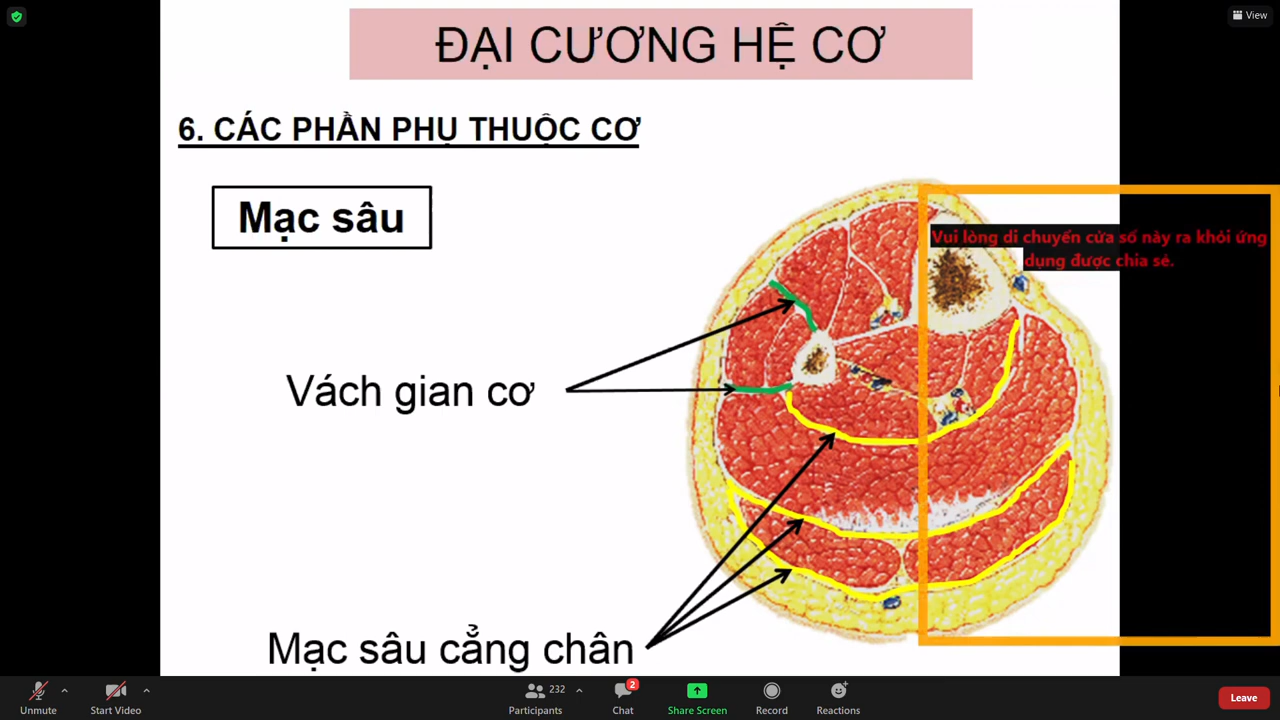 View
ĐẠI CƯƠNG HỆ CƠ
6. CÁC PHẦN PHỤ THUỘC CƠ
Mạc sâu
Vui lòng di chuyển cửa sổ này ra khỏi ứng
dụng được chia sẻ.
Vách gian cơ
Mạc sâu cẳng chân
Unmute
Start Video
232
Participants
2
Chat
Share Screen
Record
Reactions
Leave